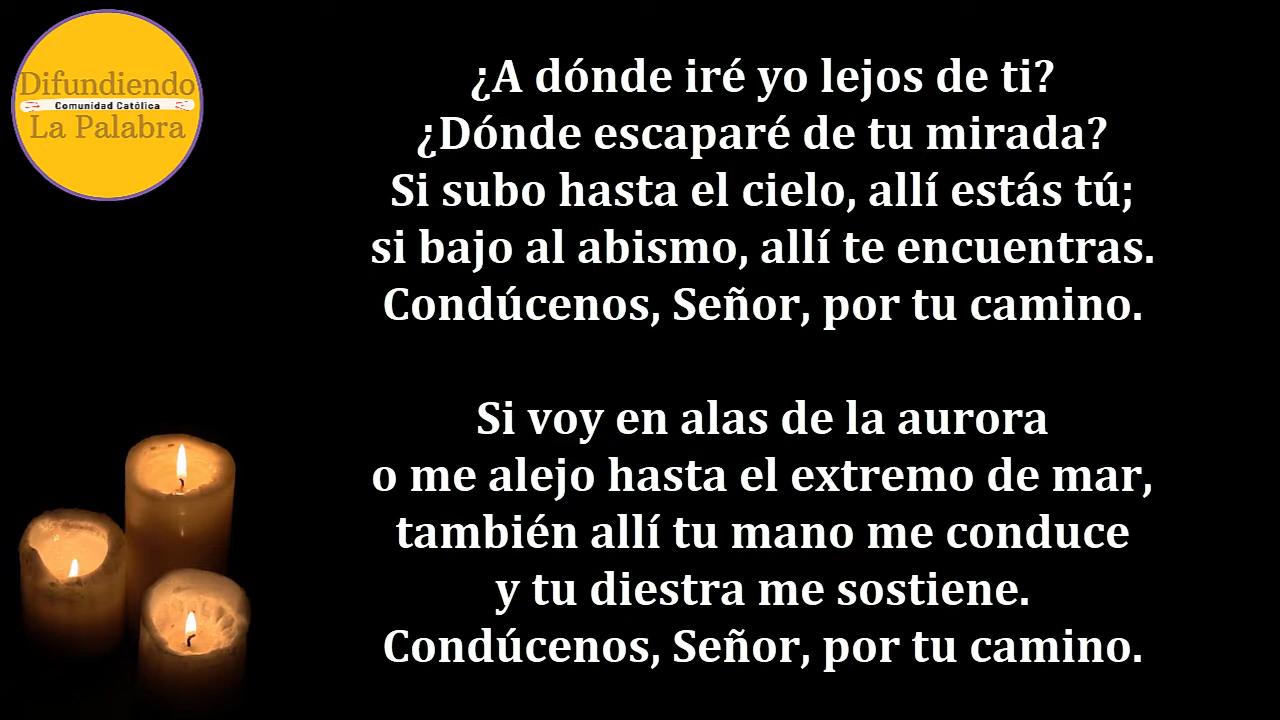 Difundiendo
Comunidad Católica
La Palabra
¿A dónde iré yo lejos de ti?
¿Dónde escaparé de tu mirada?
Si subo hasta el cielo, allí estás tú;
si bajo al abismo, allí te encuentras.
Condúcenos, Señor, por tu camino.
Si voy en alas de la aurora
o me alejo hasta el extremo de mar,
también allí tu mano me conduce
y tu diestra me sostiene.
Condúcenos, Señor, por tu camino.